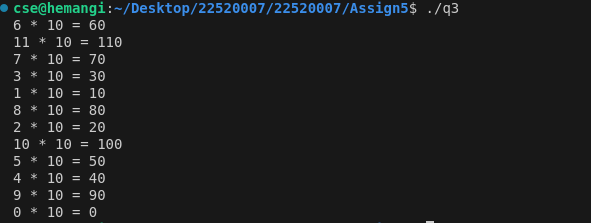 cse@hemangi:~/Desktop/22520007/22520007/Assign5$ ./q3
6 * 10 = 60
11 * 10 = 110
7 * 10 = 70
3 * 10 = 30
1 * 10 = 10
8 * 10 = 80
2 * 10 = 20
10 * 10 = 100
5 * 10 = 50
4 * 10 = 40
9 * 10 = 90
0 * 10 = 0